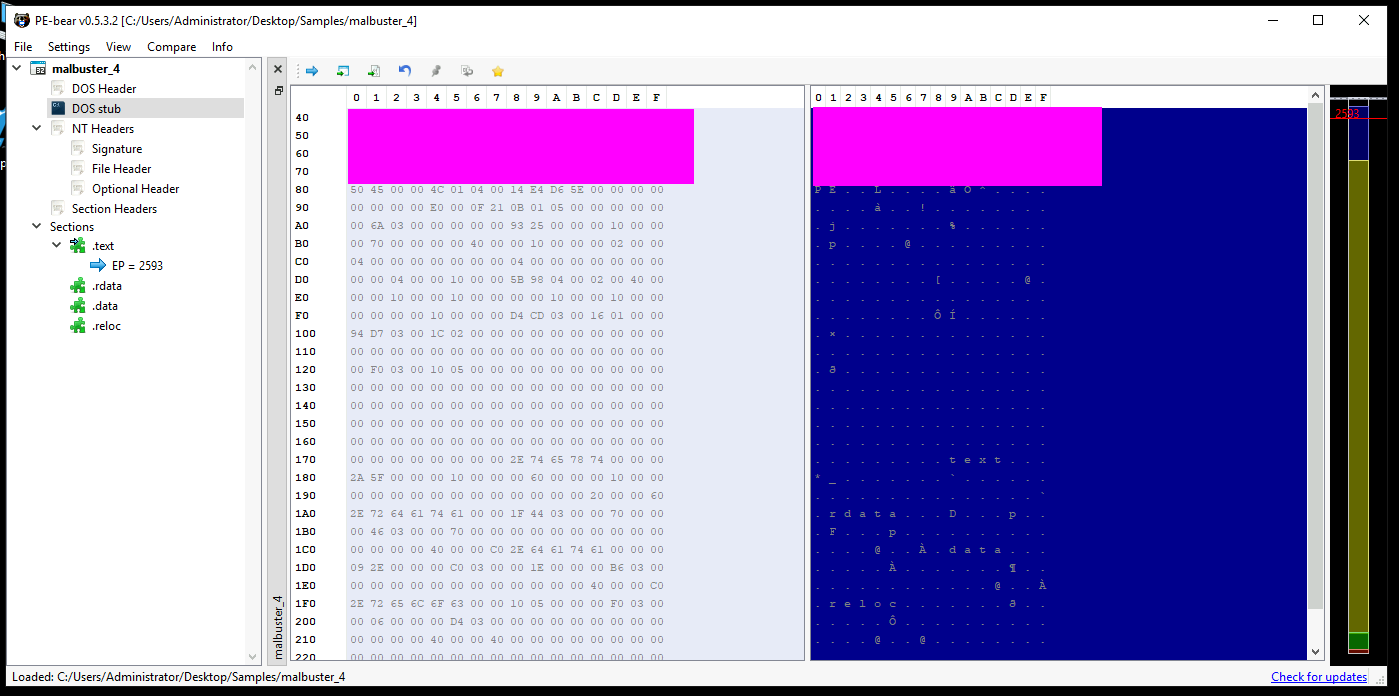 PE-bear v0.5.3.2 [C:/Users/Administrator/Desktop/Samples/malbuster_4]
File Settings View Compare Info
malbuster_4
DOS Header
DOS stub
NT Headers
Signature
File Header
Optional Header
Section Headers
Sections
.text
EP = 2593
.rdata
.data
.reloc
malbuster_4
0 1 2 3 4 5 6 7 8 9 A B C D E F
40
50
60
70
80 50 45 00 00 4C 01 04 00 14 E4 D6 5E 00 00 00 00
90 00 00 00 00 E0 00 0F 21 0B 01 05 00 00 00 00 00
A0 00 6A 03 00 00 00 00 00 93 25 00 00 00 10 00 00
B0 00 70 00 00 00 00 40 00 00 10 00 00 00 02 00 00
C0 04 00 00 00 00 00 00 00 04 00 00 00 00 00 00 00
D0 00 00 04 00 00 10 00 00 5B 98 04 00 02 00 40 00
E0 00 00 10 00 00 10 00 00 00 00 10 00 00 10 00 00
F0 00 00 00 00 10 00 00 00 D4 CD 03 00 16 01 00 00
100 94 D7 03 00 1C 02 00 00 00 00 00 00 00 00 00 00
110 00 00 00 00 00 00 00 00 00 00 00 00 00 00 00 00
120 00 F0 03 00 10 05 00 00 00 00 00 00 00 00 00 00
130 00 00 00 00 00 00 00 00 00 00 00 00 00 00 00 00
140 00 00 00 00 00 00 00 00 00 00 00 00 00 00 00 00
150 00 00 00 00 00 00 00 00 00 00 00 00 00 00 00 00
160 00 00 00 00 00 00 00 00 00 00 00 00 00 00 00 00
170 00 00 00 00 00 00 00 00 2E 74 65 78 74 00 00 00
180 2A 5F 00 00 00 10 00 00 00 60 00 00 00 10 00 00
190 00 00 00 00 00 00 00 00 00 00 00 00 20 00 00 60
1A0 2E 72 64 61 74 61 00 00 1F 44 03 00 00 70 00 00
1B0 00 46 03 00 00 70 00 00 00 00 00 00 00 00 00 00
1C0 00 00 00 00 40 00 00 C0 2E 64 61 74 61 00 00 00
1D0 09 2E 00 00 00 C0 03 00 00 1E 00 00 00 B6 03 00
1E0 00 00 00 00 00 00 00 00 00 00 00 00 40 00 00 C0
1F0 2E 72 65 6C 6F 63 00 00 10 05 00 00 00 F0 03 00
200 00 06 00 00 00 D4 03 00 00 00 00 00 00 00 00 00
210 00 00 00 00 40 00 00 40 00 00 00 00 00 00 00 00
220 00 00 00 00 00 00 00 00 00 00 00 00 00 00 00 00
0 1 2 3 4 5 6 7 8 9 A B C D E F
P E . . L . . . . ä Ö ^ . . . .
. . . . à . . ! . . . . . . . .
. j . . . . . . . % . . . . . .
. p . . . . @ . . . . . . . . .
. . . . . . . . . . . . . . . .
. . . . . . . . [ . . . . . @ .
. . . . . . . . . . . . . . . .
. . . . . . . . Ô Í . . . . . .
. × . . . . . . . . . . . . . .
. . . . . . . . . . . . . . . .
. ð . . . . . . . . . . . . . .
. . . . . . . . . . . . . . . .
. . . . . . . . . . . . . . . .
. . . . . . . . . . . . . . . .
. . . . . . . . . . . . . . . .
. . . . . . . . . t e x t . . .
* _ . . . . . . . ` . . . . . .
. . . . . . . . . . . . . . . `
. r d a t a . . . D . . . p . .
. F . . . p . . . . . . . . . .
. . . . @ . . À . d a t a . . .
. . . . . À . . . . . . . ¶ . .
. . . . . . . . . . . . @ . . À
. r e l o c . . . . . . . ð . .
. . . . . Ô . . . . . . . . . .
. . . . @ . . @ . . . . . . . .
2593
Loaded: C:/Users/Administrator/Desktop/Samples/malbuster_4
Check for updates